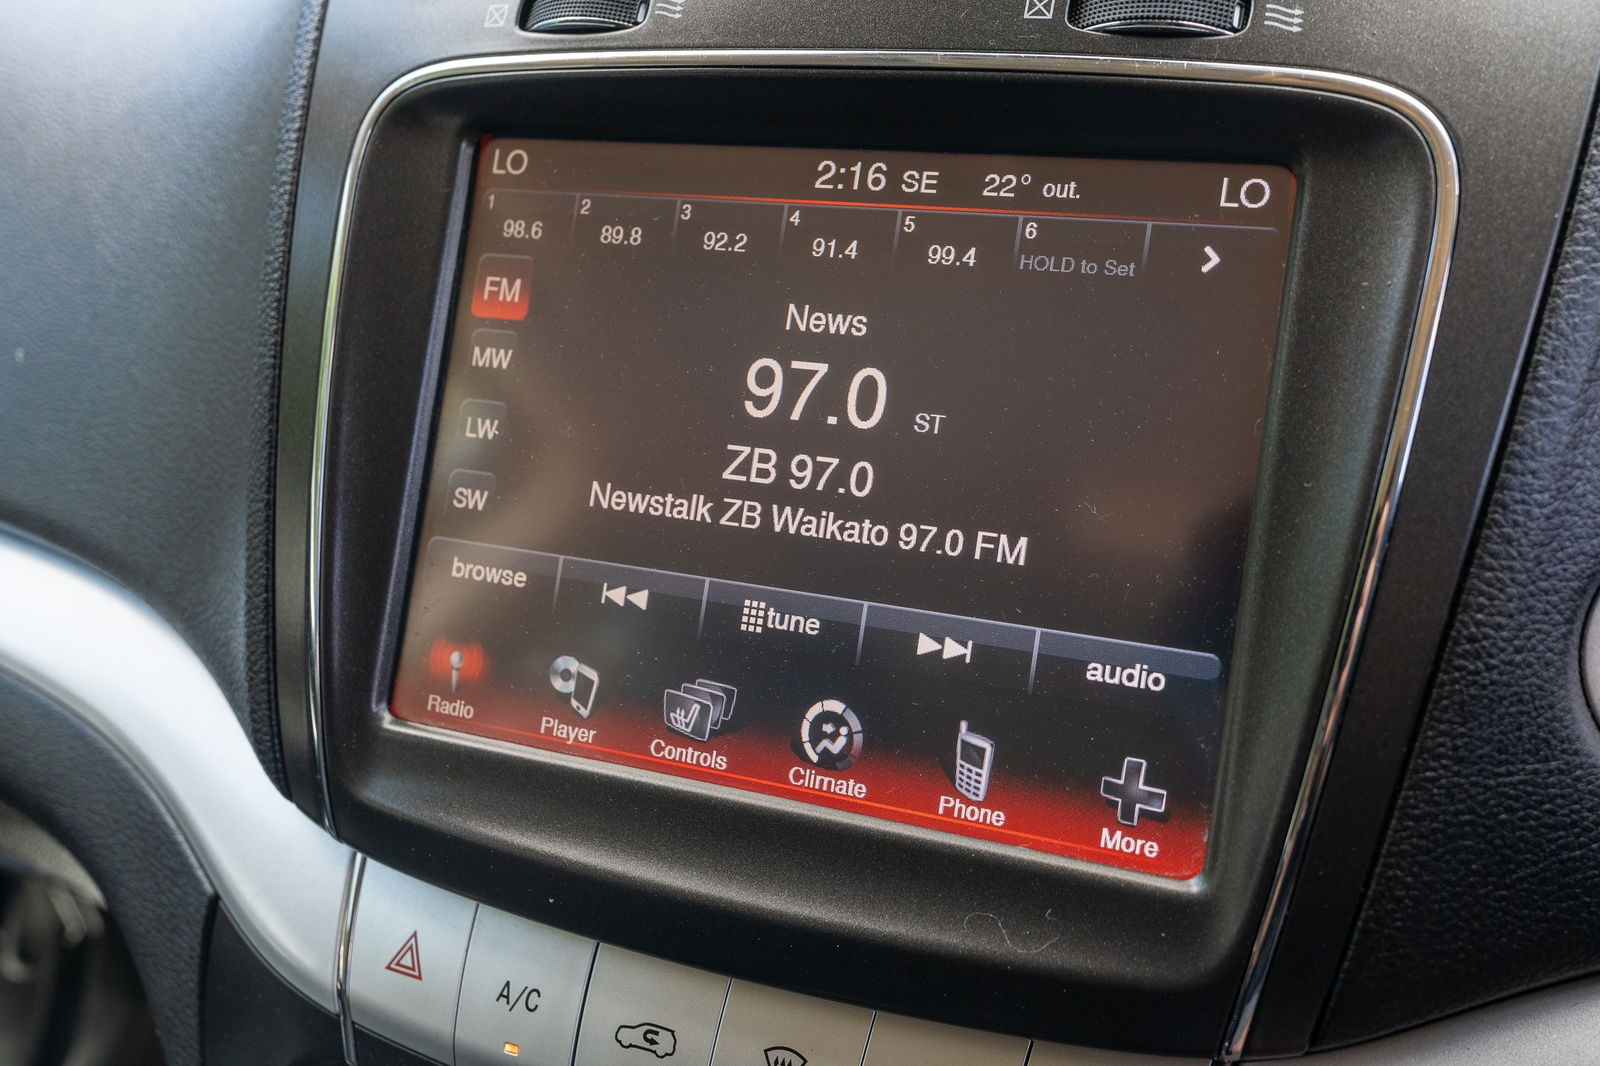 LO 2:16 SE 22° out. LO
1 2 3 4 5 6
98.6 89.8 92.2 91.4 99.4 HOLD to Set
FM
MW
LW
SW
News
97.0 ST
ZB 97.0
Newstalk ZB Waikato 97.0 FM
browse tune audio
Radio Player Controls Climate Phone More
A/C